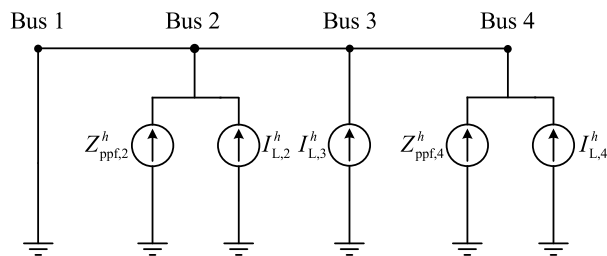 Bus 1 Bus 2 Bus 3 Bus 4
Z^h_ppf,2 I^h_L,2 I^h_L,3 Z^h_ppf,4 I^h_L,4